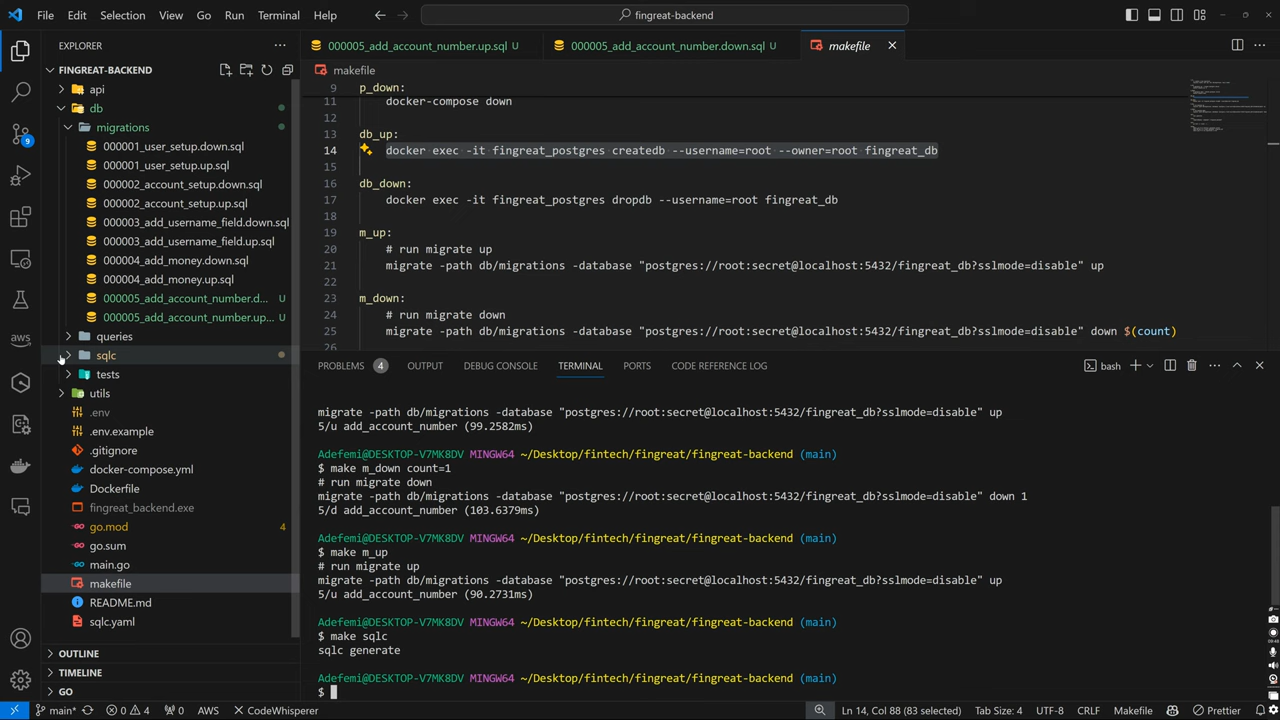 File Edit Selection View Go Run Terminal Help
fingreat-backend
EXPLORER
FINGREAT-BACKEND
api
db
migrations
000001_user_setup.down.sql
000001_user_setup.up.sql
000002_account_setup.down.sql
000002_account_setup.up.sql
000003_add_username_field.down.sql
000003_add_username_field.up.sql
000004_add_money.down.sql
000004_add_money.up.sql
000005_add_account_number.d... U
000005_add_account_number.up... U
queries
sqlc
tests
utils
.env
.env.example
.gitignore
docker-compose.yml
Dockerfile
fingreat_backend.exe
go.mod 4
go.sum
main.go
makefile
README.md
sqlc.yaml
OUTLINE
TIMELINE
GO
aws
9
000005_add_account_number.up.sql U
000005_add_account_number.down.sql U
makefile
makefile
9 p_down:
11 docker-compose down
12
13 db_up:
14 docker exec -it fingreat_postgres createdb --username=root --owner=root fingreat_db
15
16 db_down:
17 docker exec -it fingreat_postgres dropdb --username=root fingreat_db
18
19 m_up:
20 # run migrate up
21 migrate -path db/migrations -database "postgres://root:secret@localhost:5432/fingreat_db?sslmode=disable" up
22
23 m_down:
24 # run migrate down
25 migrate -path db/migrations -database "postgres://root:secret@localhost:5432/fingreat_db?sslmode=disable" down $(count)
26
PROBLEMS 4 OUTPUT DEBUG CONSOLE TERMINAL PORTS CODE REFERENCE LOG
bash
migrate -path db/migrations -database "postgres://root:secret@localhost:5432/fingreat_db?sslmode=disable" up
5/u add_account_number (99.2582ms)
Adefemi@DESKTOP-V7MK8DV MINGW64 ~/Desktop/fintech/fingreat/fingreat-backend (main)
$ make m_down count=1
# run migrate down
migrate -path db/migrations -database "postgres://root:secret@localhost:5432/fingreat_db?sslmode=disable" down 1
5/d add_account_number (103.6379ms)
Adefemi@DESKTOP-V7MK8DV MINGW64 ~/Desktop/fintech/fingreat/fingreat-backend (main)
$ make m_up
# run migrate up
migrate -path db/migrations -database "postgres://root:secret@localhost:5432/fingreat_db?sslmode=disable" up
5/u add_account_number (90.2731ms)
Adefemi@DESKTOP-V7MK8DV MINGW64 ~/Desktop/fintech/fingreat/fingreat-backend (main)
$ make sqlc
sqlc generate
Adefemi@DESKTOP-V7MK8DV MINGW64 ~/Desktop/fintech/fingreat/fingreat-backend (main)
$
main* 0 4 0 AWS CodeWhisperer
Ln 14, Col 88 (83 selected) Tab Size: 4 UTF-8 CRLF Makefile Prettier